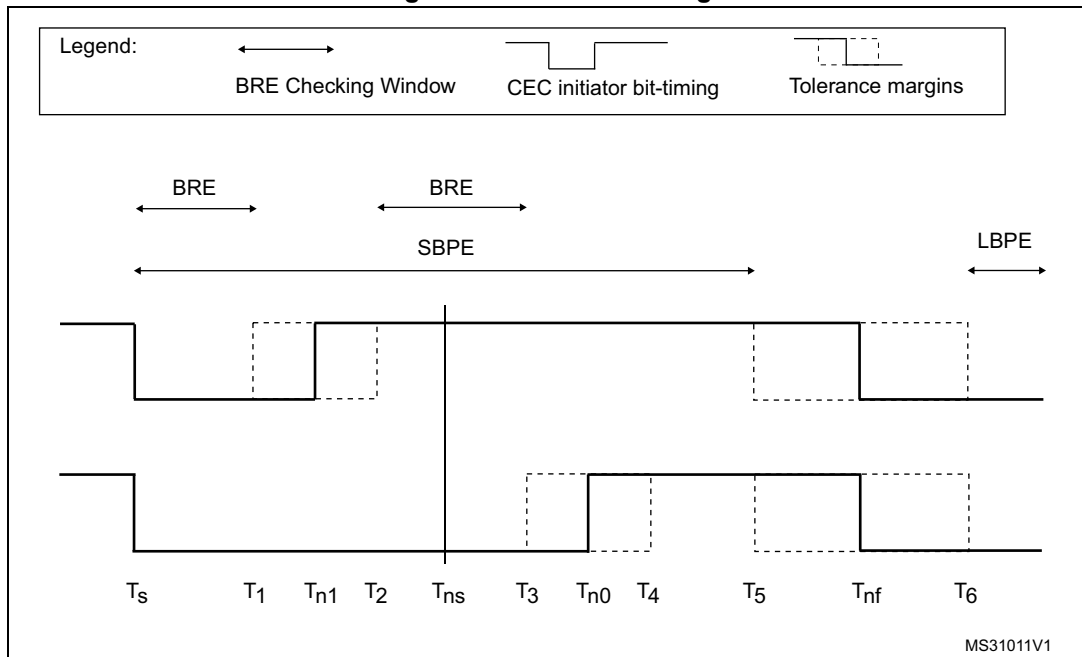 Legend:
BRE Checking Window
CEC initiator bit-timing
Tolerance margins
BRE
BRE
SBPE
LBPE
Ts T1 Tn1 T2 Tns T3 Tn0 T4 T5 Tnf T6
MS31011V1